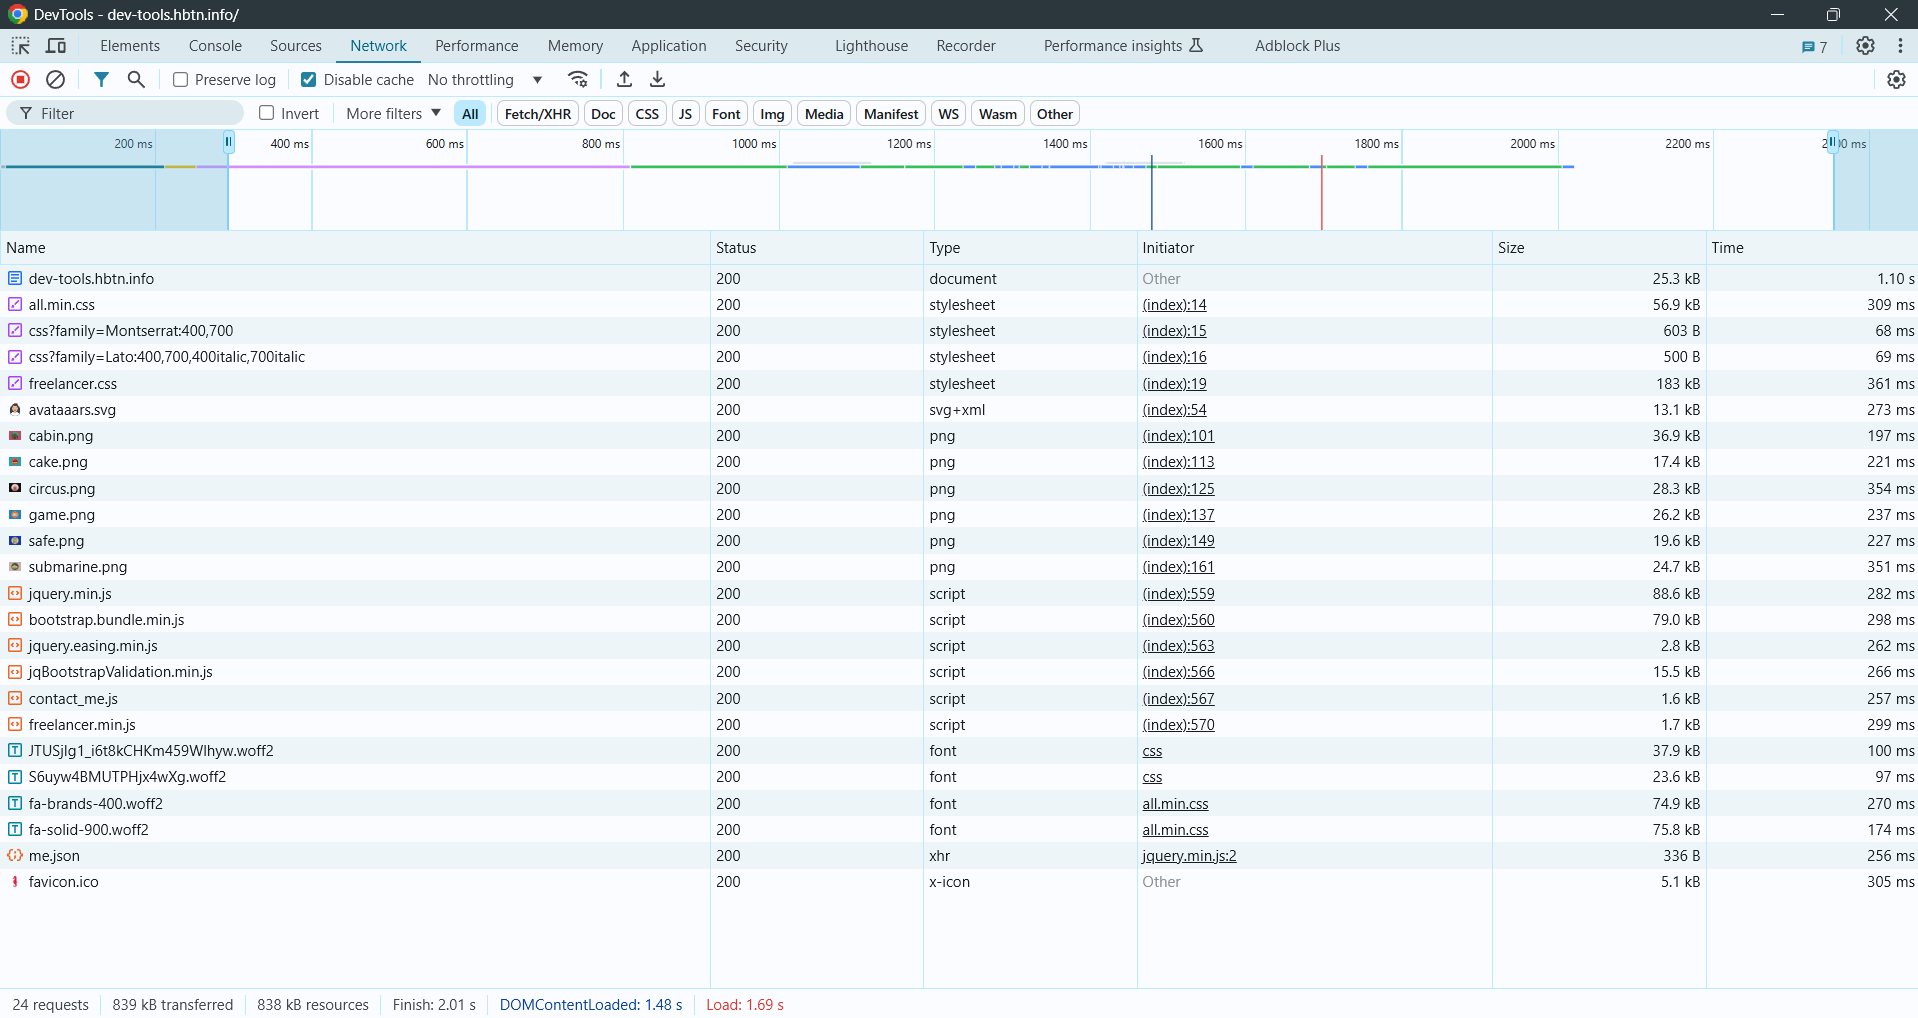 DevTools - dev-tools.hbtn.info/
Elements Console Sources Network Performance Memory Application Security Lighthouse Recorder Performance insights Adblock Plus 7
Preserve log Disable cache No throttling
Filter Invert More filters All Fetch/XHR Doc CSS JS Font Img Media Manifest WS Wasm Other
200 ms 400 ms 600 ms 800 ms 1000 ms 1200 ms 1400 ms 1600 ms 1800 ms 2000 ms 2200 ms ms
Name Status Type Initiator Size Time
dev-tools.hbtn.info 200 document Other 25.3 kB 1.10 s
all.min.css 200 stylesheet (index):14 56.9 kB 309 ms
css?family=Montserrat:400,700 200 stylesheet (index):15 603 B 68 ms
css?family=Lato:400,700,400italic,700italic 200 stylesheet (index):16 500 B 69 ms
freelancer.css 200 stylesheet (index):19 183 kB 361 ms
avataaars.svg 200 svg+xml (index):54 13.1 kB 273 ms
cabin.png 200 png (index):101 36.9 kB 197 ms
cake.png 200 png (index):113 17.4 kB 221 ms
circus.png 200 png (index):125 28.3 kB 354 ms
game.png 200 png (index):137 26.2 kB 237 ms
safe.png 200 png (index):149 19.6 kB 227 ms
submarine.png 200 png (index):161 24.7 kB 351 ms
jquery.min.js 200 script (index):559 88.6 kB 282 ms
bootstrap.bundle.min.js 200 script (index):560 79.0 kB 298 ms
jquery.easing.min.js 200 script (index):563 2.8 kB 262 ms
jqBootstrapValidation.min.js 200 script (index):566 15.5 kB 266 ms
contact_me.js 200 script (index):567 1.6 kB 257 ms
freelancer.min.js 200 script (index):570 1.7 kB 299 ms
JTUSjIg1_i6t8kCHKm459Wlhyw.woff2 200 font css 37.9 kB 100 ms
S6uyw4BMUTPHjx4wXg.woff2 200 font css 23.6 kB 97 ms
fa-brands-400.woff2 200 font all.min.css 74.9 kB 270 ms
fa-solid-900.woff2 200 font all.min.css 75.8 kB 174 ms
me.json 200 xhr jquery.min.js:2 336 B 256 ms
favicon.ico 200 x-icon Other 5.1 kB 305 ms
24 requests 839 kB transferred 838 kB resources Finish: 2.01 s DOMContentLoaded: 1.48 s Load: 1.69 s